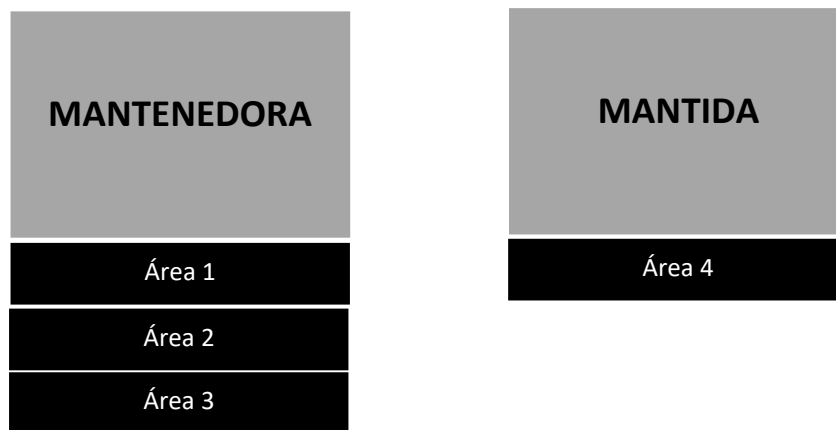 MANTENEDORA
Área 1
Área 2
Área 3
MANTIDA
Área 4